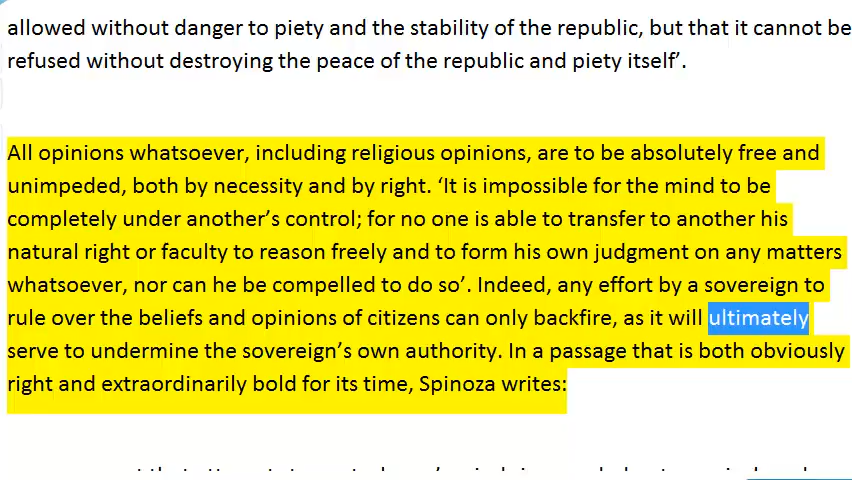 allowed without danger to piety and the stability of the republic, but that it cannot be
refused without destroying the peace of the republic and piety itself’.
All opinions whatsoever, including religious opinions, are to be absolutely free and
unimpeded, both by necessity and by right. ‘It is impossible for the mind to be
completely under another’s control; for no one is able to transfer to another his
natural right or faculty to reason freely and to form his own judgment on any matters
whatsoever, nor can he be compelled to do so’. Indeed, any effort by a sovereign to
rule over the beliefs and opinions of citizens can only backfire, as it will ultimately
serve to undermine the sovereign’s own authority. In a passage that is both obviously
right and extraordinarily bold for its time, Spinoza writes: